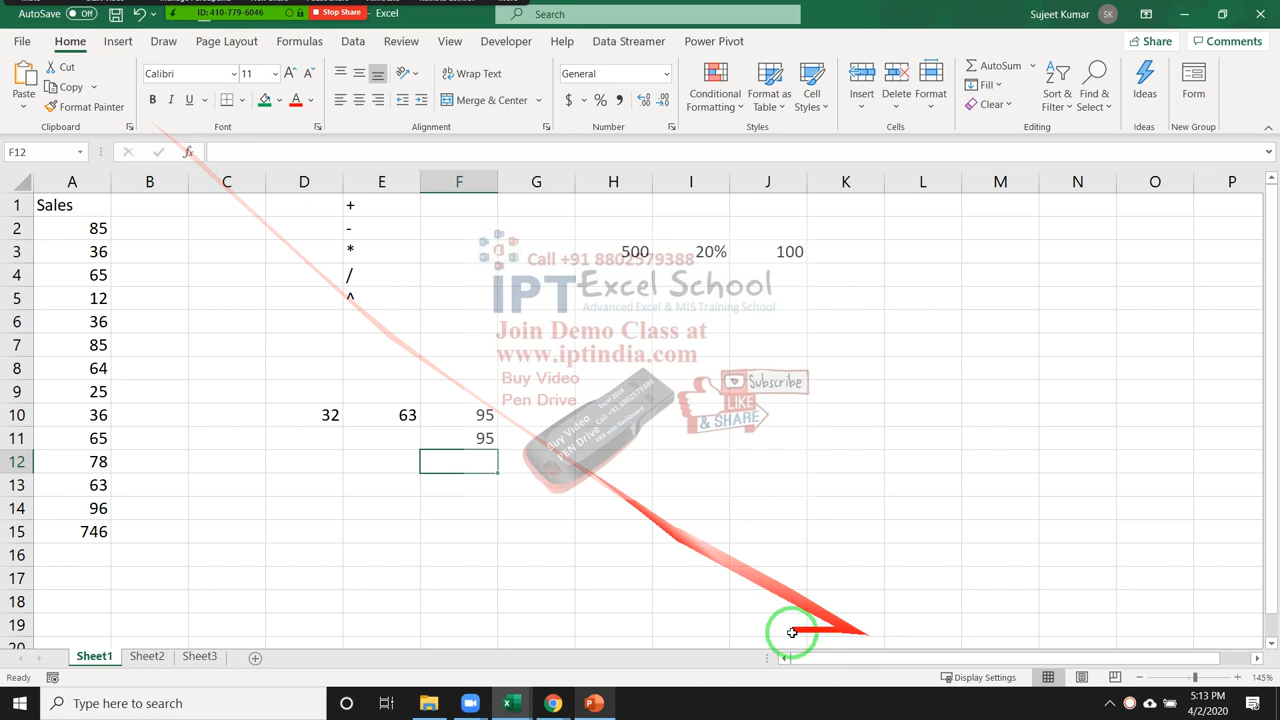 ID:410-779-6046 Stop Share
AutoSave Off - Excel Search Sujeet Kumar SK
File Home Insert Draw Page Layout Formulas Data Review View Developer Help Data Streamer Power Pivot Share Comments
Paste Cut Copy Format Painter
Calibri 11 B I U A
Wrap Text Merge & Center
General $ %
Conditional Formatting Format as Table Cell Styles
Insert Delete Format
AutoSum Fill Clear Sort & Filter Find & Select
Ideas Form
Clipboard Font Alignment Number Styles Cells Editing Ideas New Group
F12 fx
A B C D E F G H I J K L M N O P
1 Sales +
2 85 -
3 36 * 500 20% 100
4 65 /
5 12 ^
6 36
7 85
8 64
9 25
10 36 32 63 95
11 65 95
12 78
13 63
14 96
15 746
16
17
18
19
20
Call +91 8802579388
IPT Excel School
Advanced Excel & MIS Training School
Join Demo Class at
www.iptindia.com
Buy Video
Pen Drive
Subscribe
LIKE
& SHARE
Buy Video
Pen Drive
Sheet1 Sheet2 Sheet3
Ready Display Settings 145%
Type here to search
5:13 PM
4/2/2020